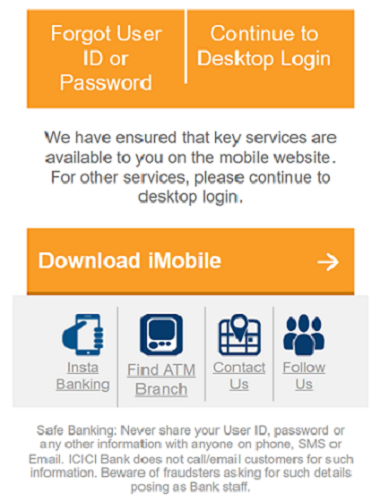 Forgot User
ID or
Password
Continue to
Desktop Login
We have ensured that key services are
available to you on the mobile website.
For other services, please continue to
desktop login.
Download iMobile
Insta
Banking
Find ATM
Branch
Contact
Us
Follow
Us
Safe Banking: Never share your User ID, password or
any other information with anyone on phone, SMS or
Email. ICICI Bank does not call/email customers for such
information. Beware of fraudsters asking for such details
posing as Bank staff.